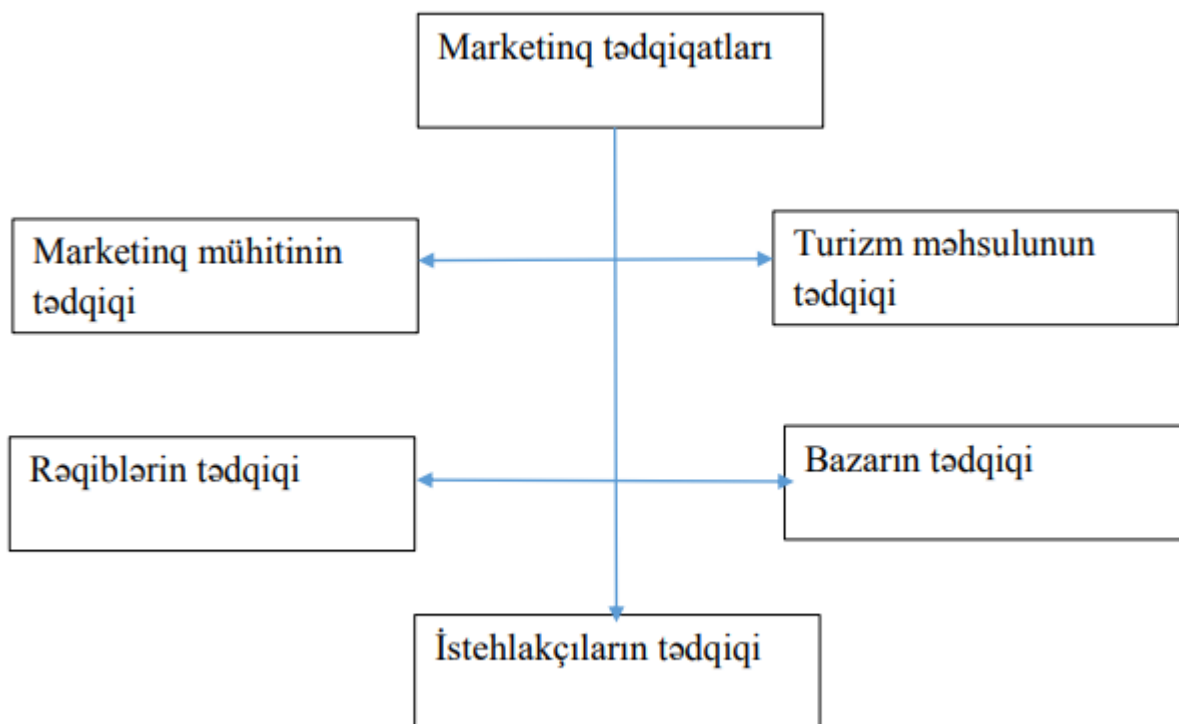 Marketinq tədqiqatları
Marketinq mühitinin
tədqiqi
Turizm məhsulunun
tədqiqi
Rəqiblərin tədqiqi
Bazarın tədqiqi
İstehlakçıların tədqiqi